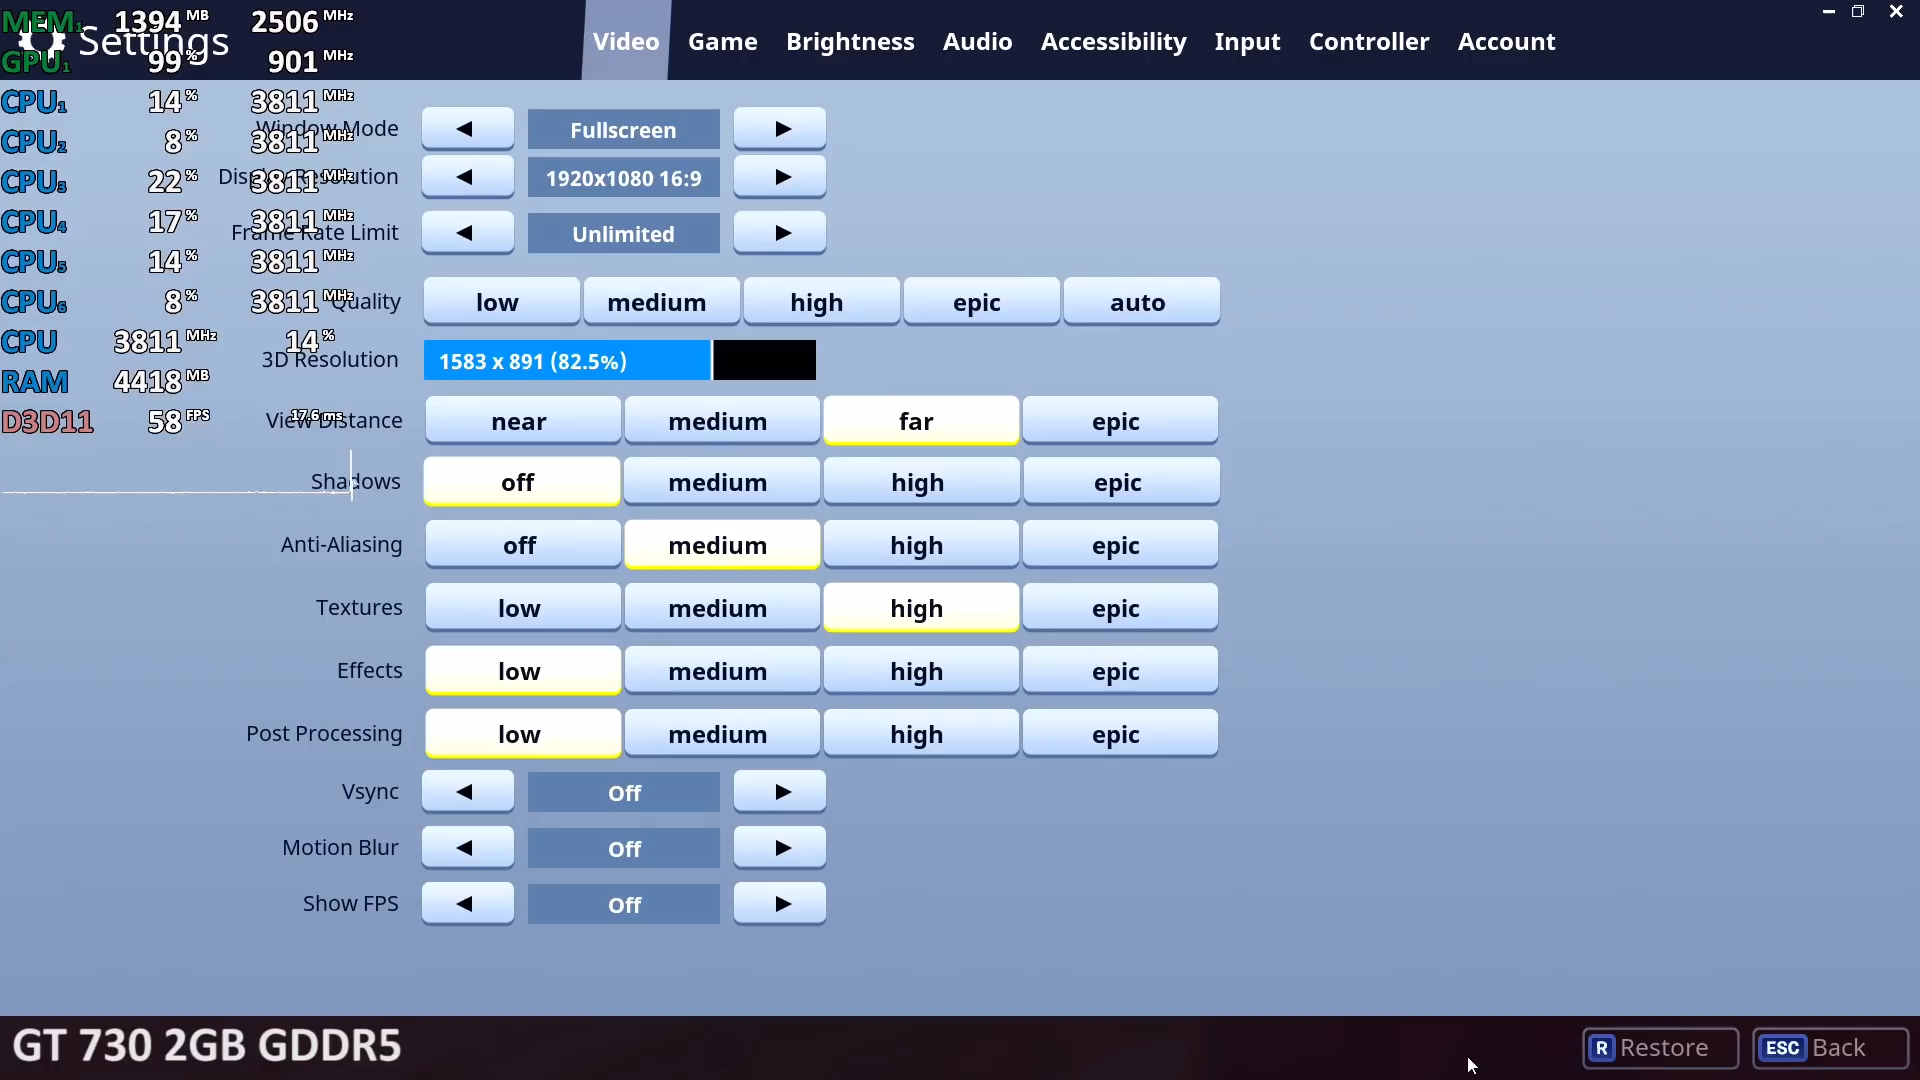 MEM1 1394 MB 2506 MHz
Settings
Video Game Brightness Audio Accessibility Input Controller Account
GPU1 99 % 901 MHz
CPU1 14 % 3811 MHz
Window Mode Fullscreen
CPU2 8 % 3811 MHz
CPU3 22 % 3811 MHz
Display Resolution 1920x1080 16:9
CPU4 17 % 3811 MHz
Frame Rate Limit Unlimited
CPU5 14 % 3811 MHz
CPU6 8 % 3811 MHz
Quality low medium high epic auto
CPU 3811 MHz 14 %
3D Resolution 1583 x 891 (82.5%)
RAM 4418 MB
D3D11 58 FPS 17.6 ms
View Distance near medium far epic
Shadows off medium high epic
Anti-Aliasing off medium high epic
Textures low medium high epic
Effects low medium high epic
Post Processing low medium high epic
Vsync Off
Motion Blur Off
Show FPS Off
GT 730 2GB GDDR5
R Restore ESC Back